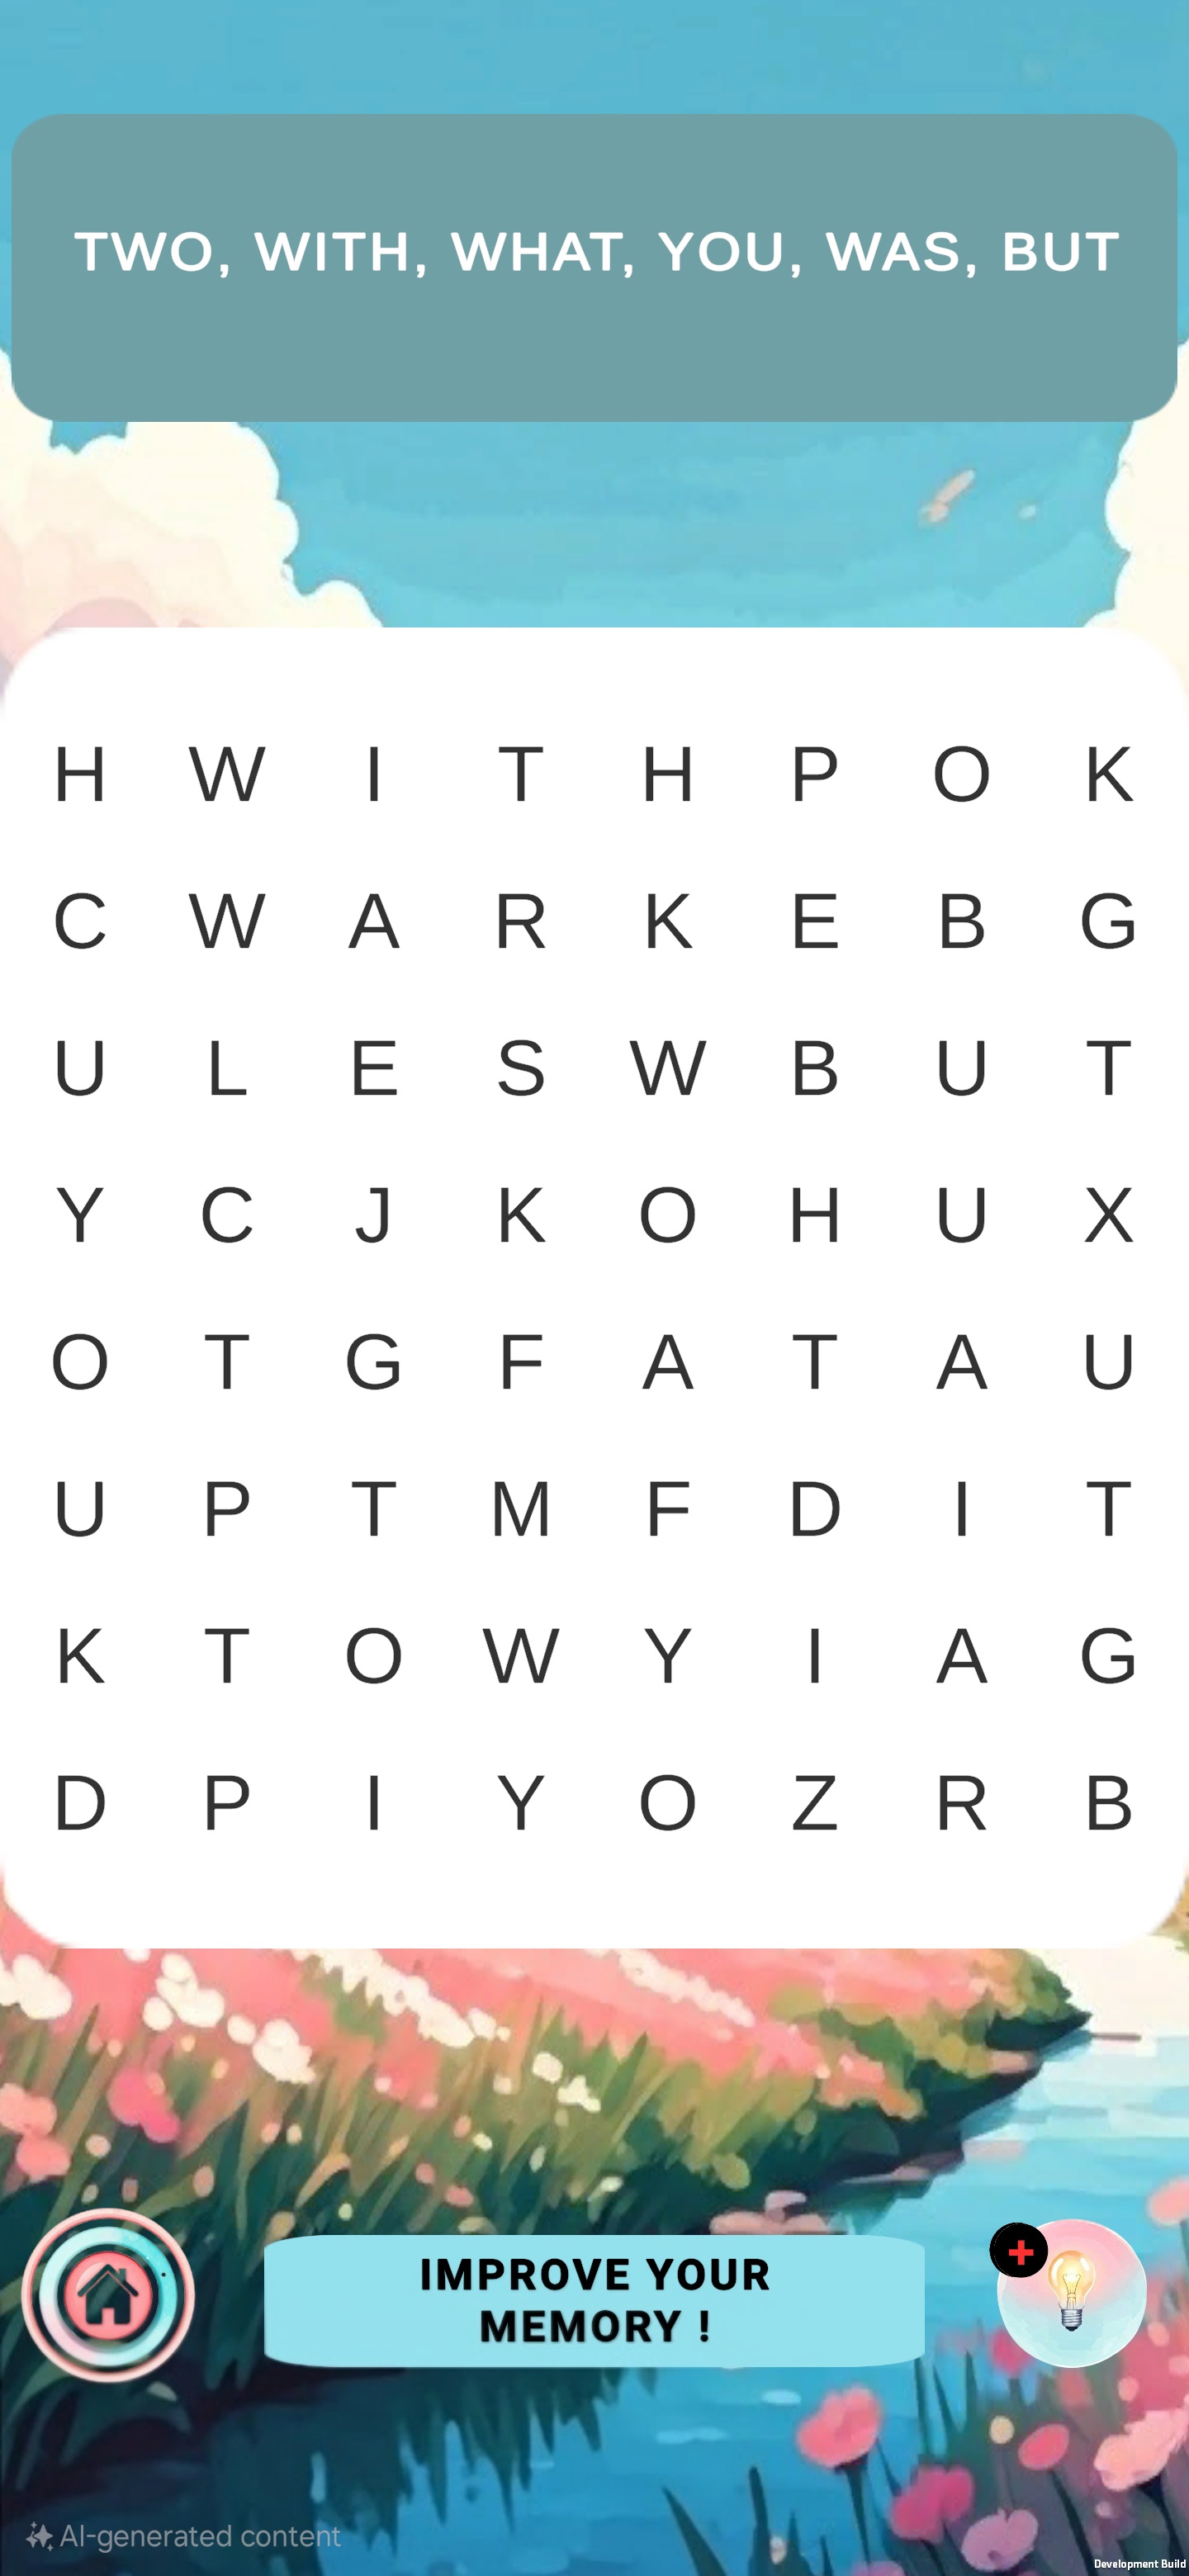 TWO, WITH, WHAT, YOU, WAS, BUT
H W I T H P O K
C W A R K E B G
U L E S W B U T
Y C J K O H U X
O T G F A T A U
U P T M F D I T
K T O W Y I A G
D P I Y O Z R B
IMPROVE YOUR
MEMORY !
AI-generated content
Development Build